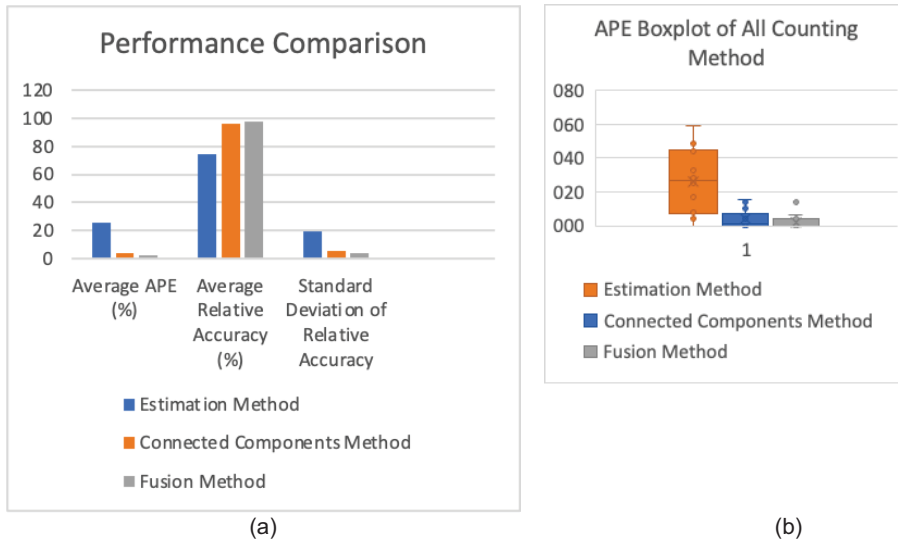 Performance Comparison
120
100
80
60
40
20
0
Average APE
(%)
Average
Relative
Accuracy
(%)
Standard
Deviation of
Relative
Accuracy
Estimation Method
Connected Components Method
Fusion Method
(a)
APE Boxplot of All Counting
Method
080
060
040
020
000
1
Estimation Method
Connected Components Method
Fusion Method
(b)